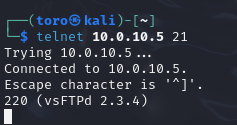 ┌──(toro㉿kali)-[~]
└─$ telnet 10.0.10.5 21
Trying 10.0.10.5...
Connected to 10.0.10.5.
Escape character is '^]'.
220 (vsFTPd 2.3.4)